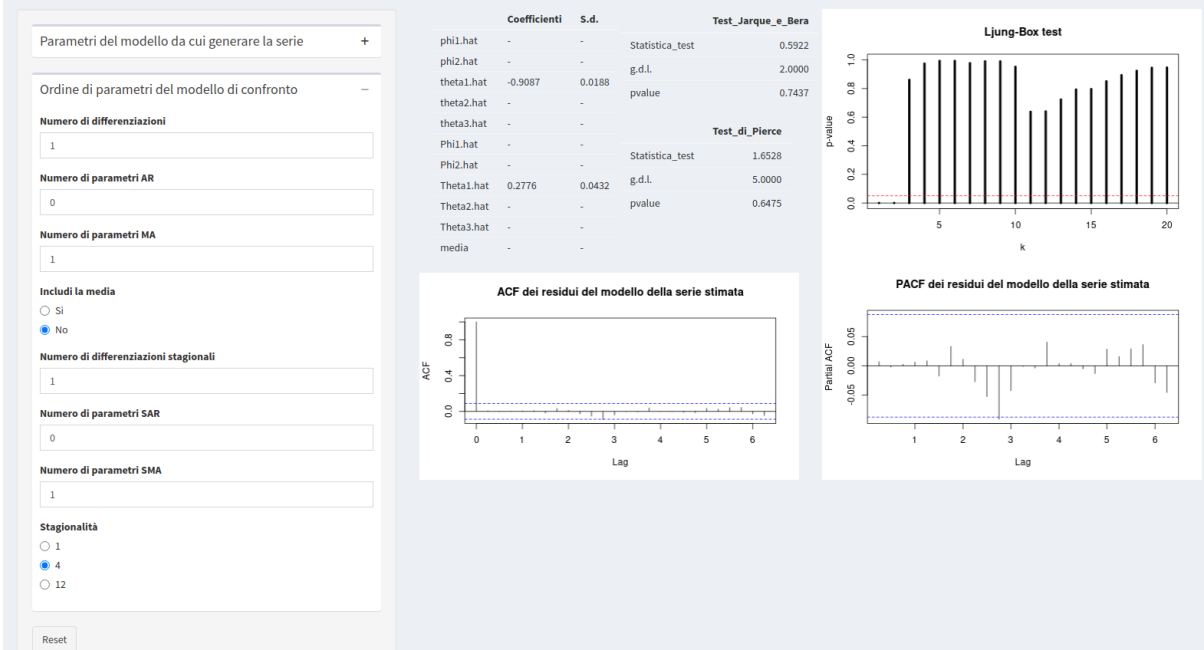 Parametri del modello da cui generare la serie +
Ordine di parametri del modello di confronto −
Numero di differenziazioni
1
Numero di parametri AR
0
Numero di parametri MA
1
Includi la media
Sì
No
Numero di differenziazioni stagionali
1
Numero di parametri SAR
0
Numero di parametri SMA
1
Stagionalità
1
4
12
Reset
Coefficienti S.d.
phi1.hat - -
phi2.hat - -
theta1.hat -0.9087 0.0188
theta2.hat - -
theta3.hat - -
Phi1.hat - -
Phi2.hat - -
Theta1.hat 0.2776 0.0432
Theta2.hat - -
Theta3.hat - -
media - -
Test_Jarque_e_Bera
Statistica_test 0.5922
g.d.l. 2.0000
pvalue 0.7437
Test_di_Pierce
Statistica_test 1.6528
g.d.l. 5.0000
pvalue 0.6475
Ljung-Box test
p-value
1.0
0.8
0.6
0.4
0.2
0.0
5 10 15 20
k
ACF dei residui del modello della serie stimata
ACF
0.8
0.4
0.0
0 1 2 3 4 5 6
Lag
PACF dei residui del modello della serie stimata
Partial ACF
0.05
0.00
-0.05
1 2 3 4 5 6
Lag